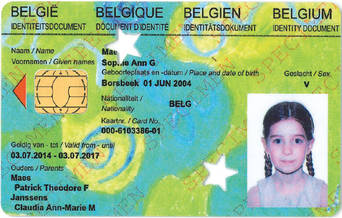 BELGIË BELGIQUE BELGIEN BELGIUM
IDENTITEITSDOCUMENT DOCUMENT D'IDENTITÉ IDENTITÄTSDOKUMENT IDENTITY DOCUMENT
Naam / Name
Mae
Voornamen / Given names
Sophie Ann G
Geboorteplaats en -datum / Place and date of birth
Geslacht / Sex
Borsbeek 01 JUN 2004
V
Nationaliteit /
Nationality
BELG
Kaartnr. / Card No.
000-6103386-01
Geldig van - tot / Valid from - until
03.07.2014 - 03.07.2017
Ouders / Parents
Maes
Patrick Theodore F
Janssens
Claudia Ann-Marie M